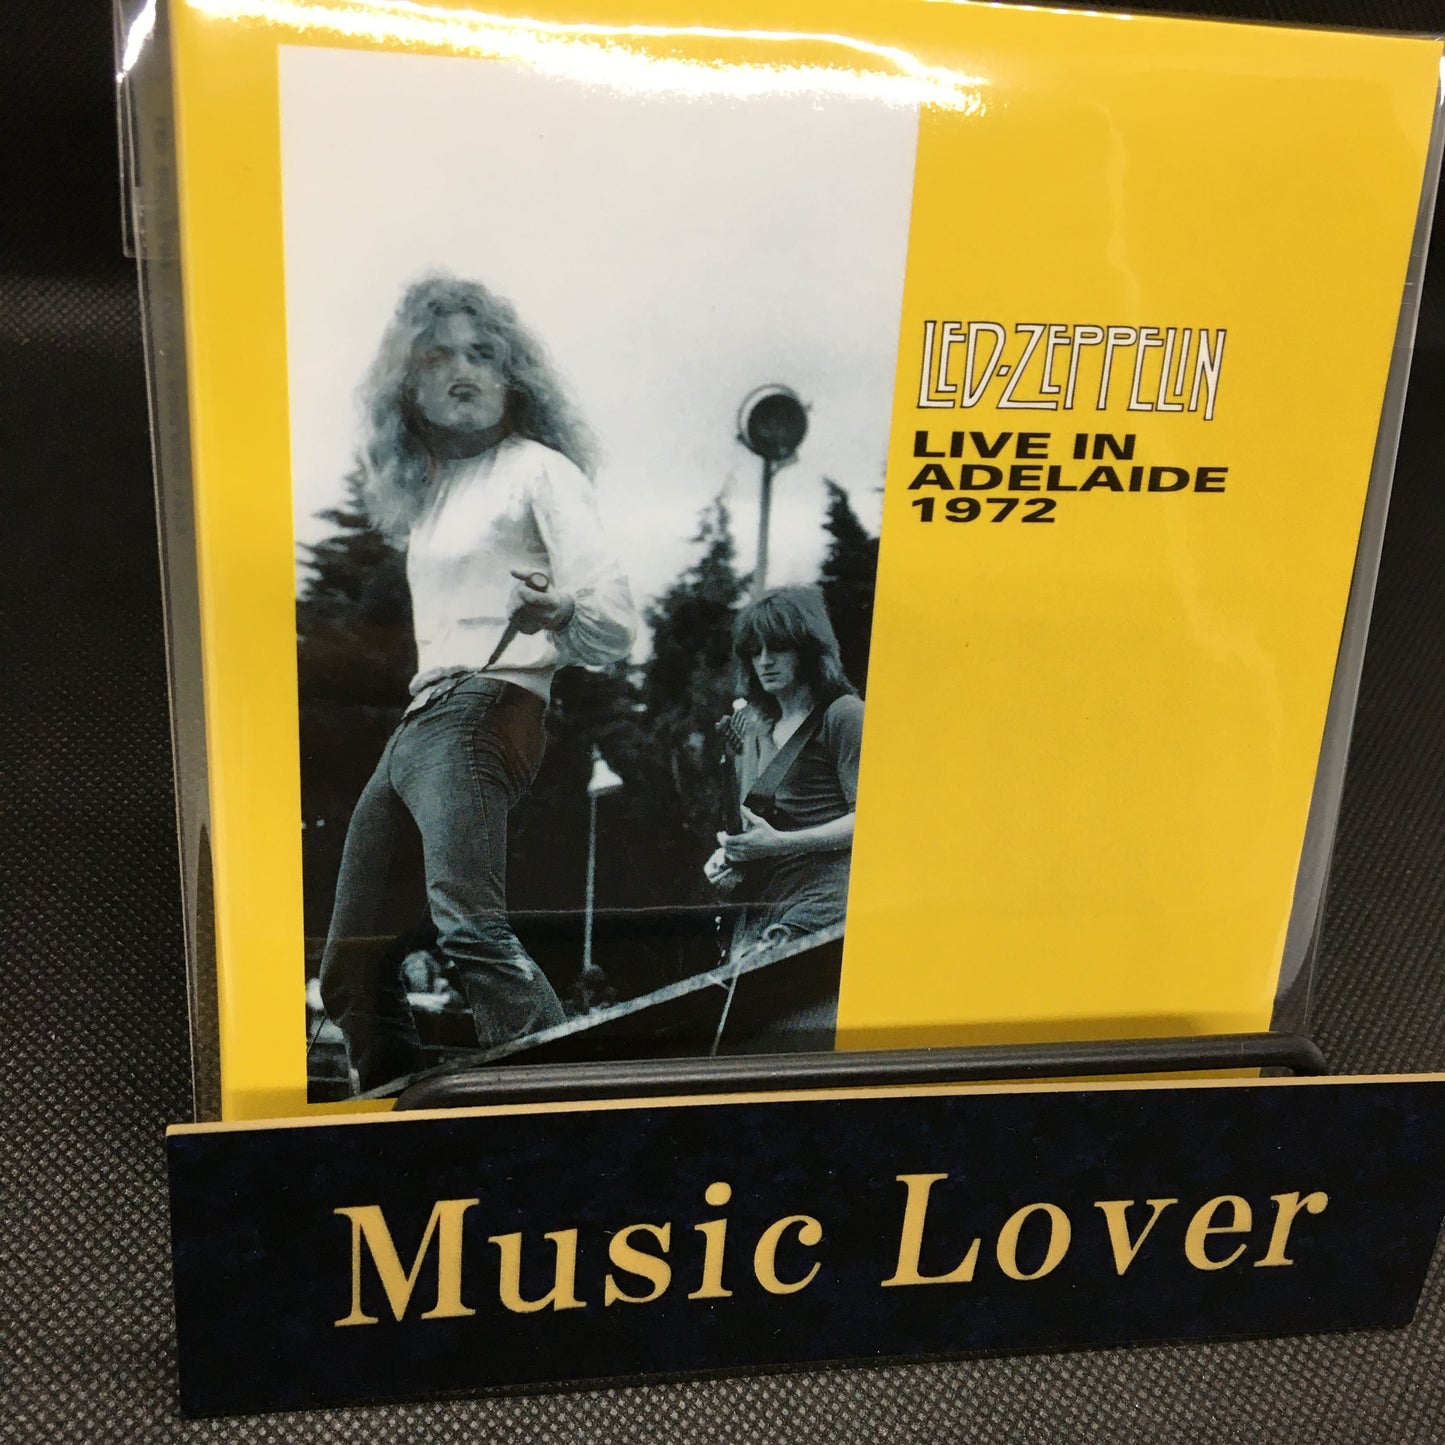 LED-ZEPPELIN
LIVE IN
ADELAIDE
1972
Music Lover